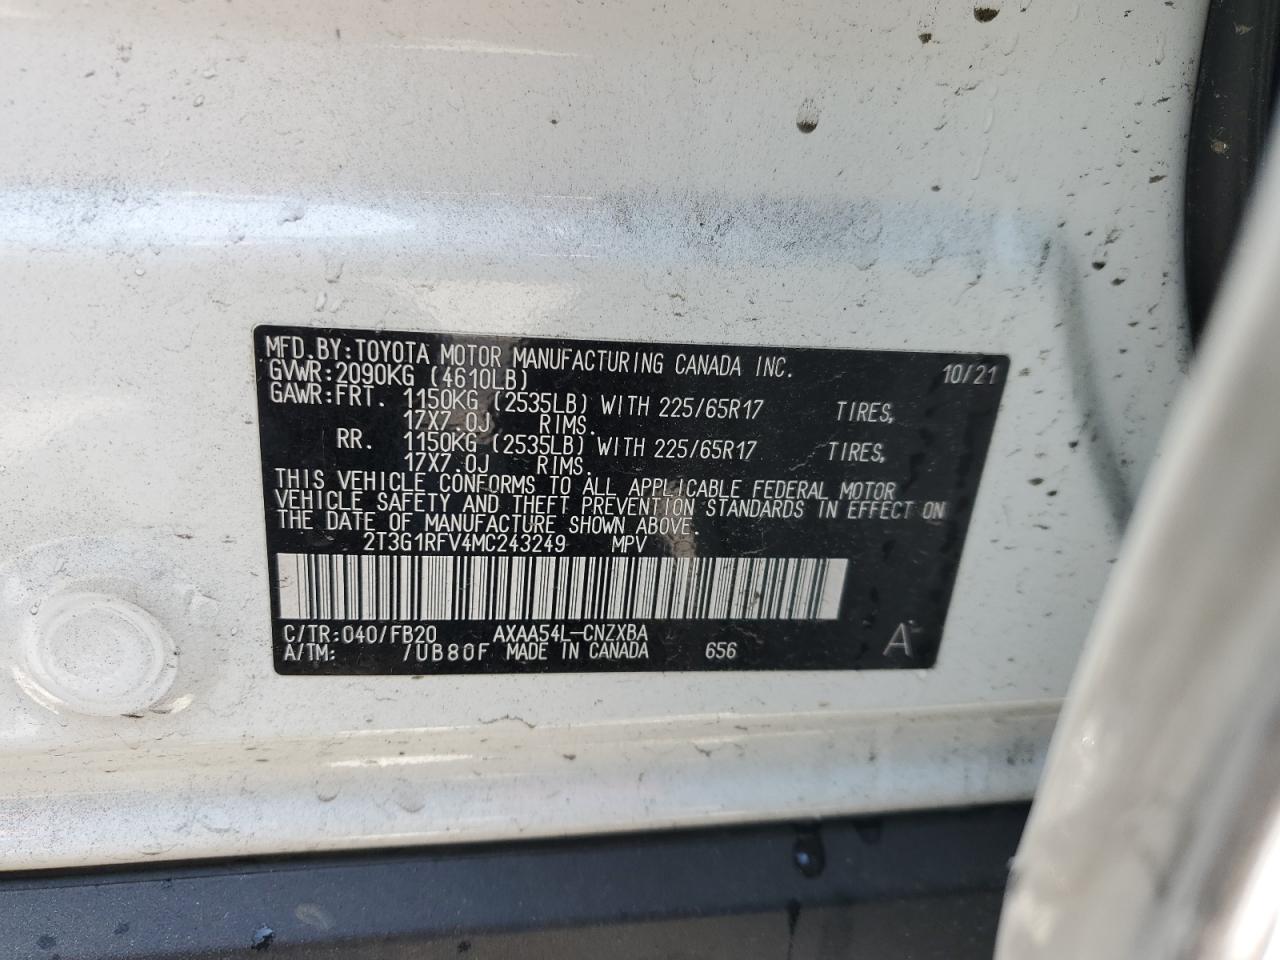 MFD.BY:TOYOTA MOTOR MANUFACTURING CANADA INC. 10/21
GVWR:2090KG (4610LB)
GAWR:FRT. 1150KG (2535LB) WITH 225/65R17 TIRES,
17X7.0J RIMS.
RR. 1150KG (2535LB) WITH 225/65R17 TIRES,
17X7.0J RIMS.
THIS VEHICLE CONFORMS TO ALL APPLICABLE FEDERAL MOTOR
VEHICLE SAFETY AND THEFT PREVENTION STANDARDS IN EFFECT ON
THE DATE OF MANUFACTURE SHOWN ABOVE.
2T3G1RFV4MC243249 MPV
C/TR:040/FB20 AXAA54L-CNZXBA
A/TM: /UB80F MADE IN CANADA 656 A